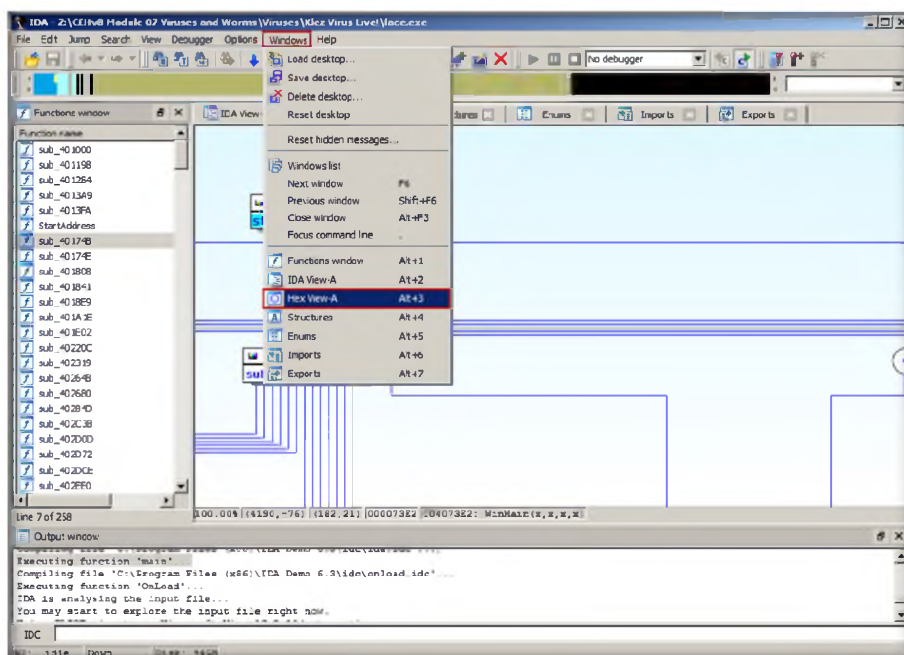 IDA - Z:\CEHv8 Module 07 Viruses and Worms\Viruses\Klez Virus Live!\face.exe
File Edit Jump Search View Debugger Options Windows Help
No debugger
Load desktop...
Save desktop...
Delete desktop...
Reset desktop
Reset hidden messages...
Windows list
Next window F6
Previous window Shift+F6
Close window Alt+F3
Focus command line .
Functions window Alt+1
IDA View-A Alt+2
Hex View-A Alt+3
Structures Alt+4
Enums Alt+5
Imports Alt+6
Exports Alt+7
Functions window
IDA View-
Enums
Imports
Exports
Function name
sub_401000
sub_401198
sub_401284
sub_4013A9
sub_4013FA
StartAddress
sub_40174B
sub_40174E
sub_401808
sub_401841
sub_4018E9
sub_401A1E
sub_401E02
sub_40220C
sub_402319
sub_40264B
sub_402680
sub_40284D
sub_402C3B
sub_402D0D
sub_402D72
sub_402DCE
sub_402EE0
Line 7 of 258
100.00% (4190,-76) (182,21) 000073E2 004073E2: WinMain(x,x,x,x)
Output window
Executing function 'main'...
Compiling file 'C:\Program Files (x86)\IDA Demo 6.3\idc\onload.idc'...
Executing function 'OnLoad'...
IDA is analysing the input file...
You may start to explore the input file right now.
IDC
idle Down